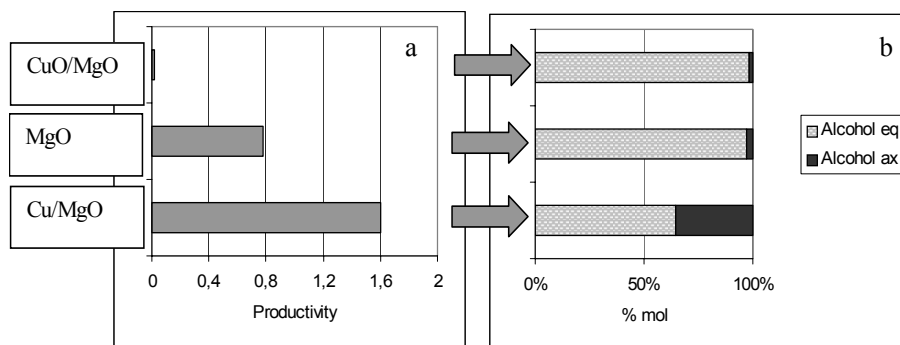 CuO/MgO
MgO
Cu/MgO
a
0 0,4 0,8 1,2 1,6 2
Productivity
b
0% 50% 100%
% mol
Alcohol eq
Alcohol ax